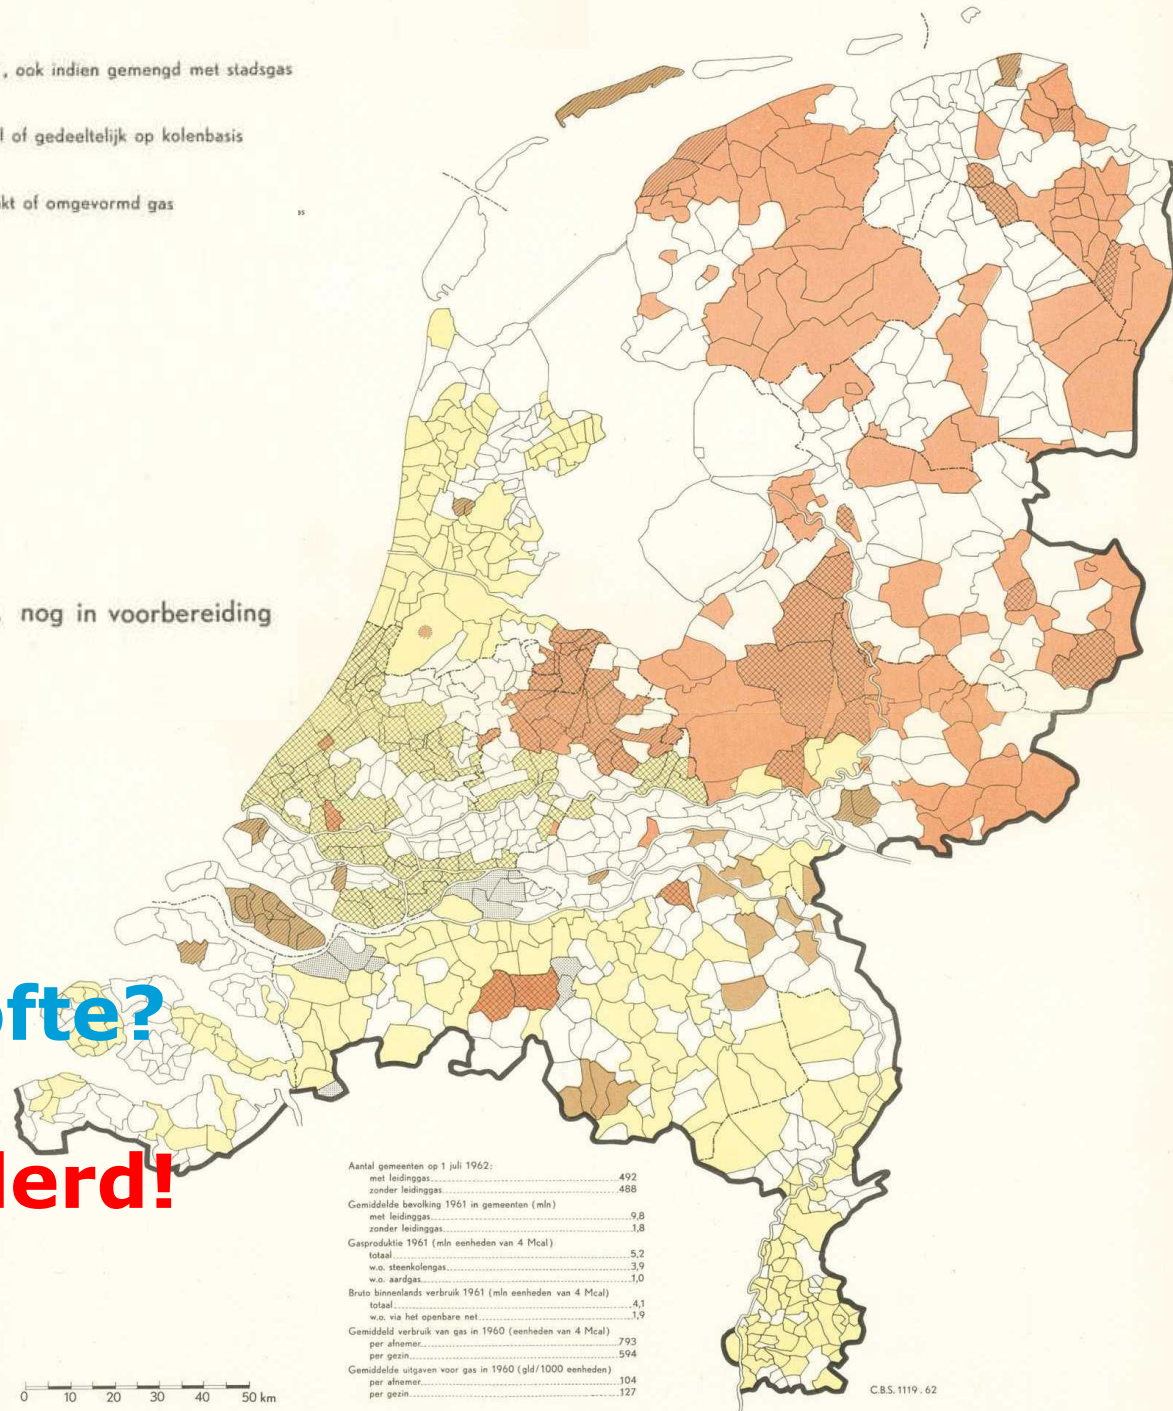 , ook indien gemengd met stadsgas
l of gedeeltelijk op kolenbasis
kt of omgevormd gas
as
nog in voorbereiding
ofte?
derd!
Aantal gemeenten op 1 juli 1962:
met leidinggas 492
zonder leidinggas 488
Gemiddelde bevolking 1961 in gemeenten (mln)
met leidinggas 9,8
zonder leidinggas 1,8
Gasproduktie 1961 (mln eenheden van 4 Mcal)
totaal 5,2
w.o. steenkolengas 3,9
w.o. aardgas 1,0
Bruto binnenlands verbruik 1961 (mln eenheden van 4 Mcal)
totaal 4,1
w.o. via het openbare net 1,9
Gemiddeld verbruik van gas in 1960 (eenheden van 4 Mcal)
per afnemer 793
per gezin 594
Gemiddelde uitgaven voor gas in 1960 (gld/1000 eenheden)
per afnemer 104
per gezin 127
0 10 20 30 40 50 km
C.B.S. 1119.62